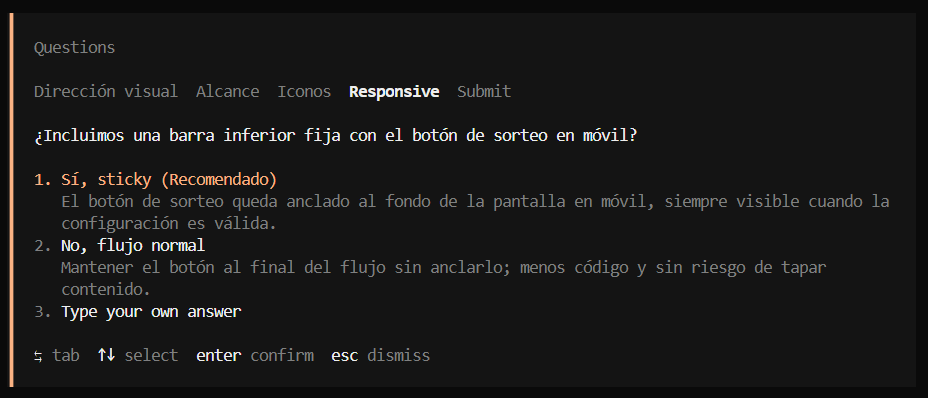 Questions
Dirección visual  Alcance  Iconos  Responsive  Submit
¿Incluimos una barra inferior fija con el botón de sorteo en móvil?
1. Sí, sticky (Recomendado)
El botón de sorteo queda anclado al fondo de la pantalla en móvil, siempre visible cuando la
configuración es válida.
2. No, flujo normal
Mantener el botón al final del flujo sin anclarlo; menos código y sin riesgo de tapar
contenido.
3. Type your own answer
⇆ tab  ↑↓ select  enter confirm  esc dismiss